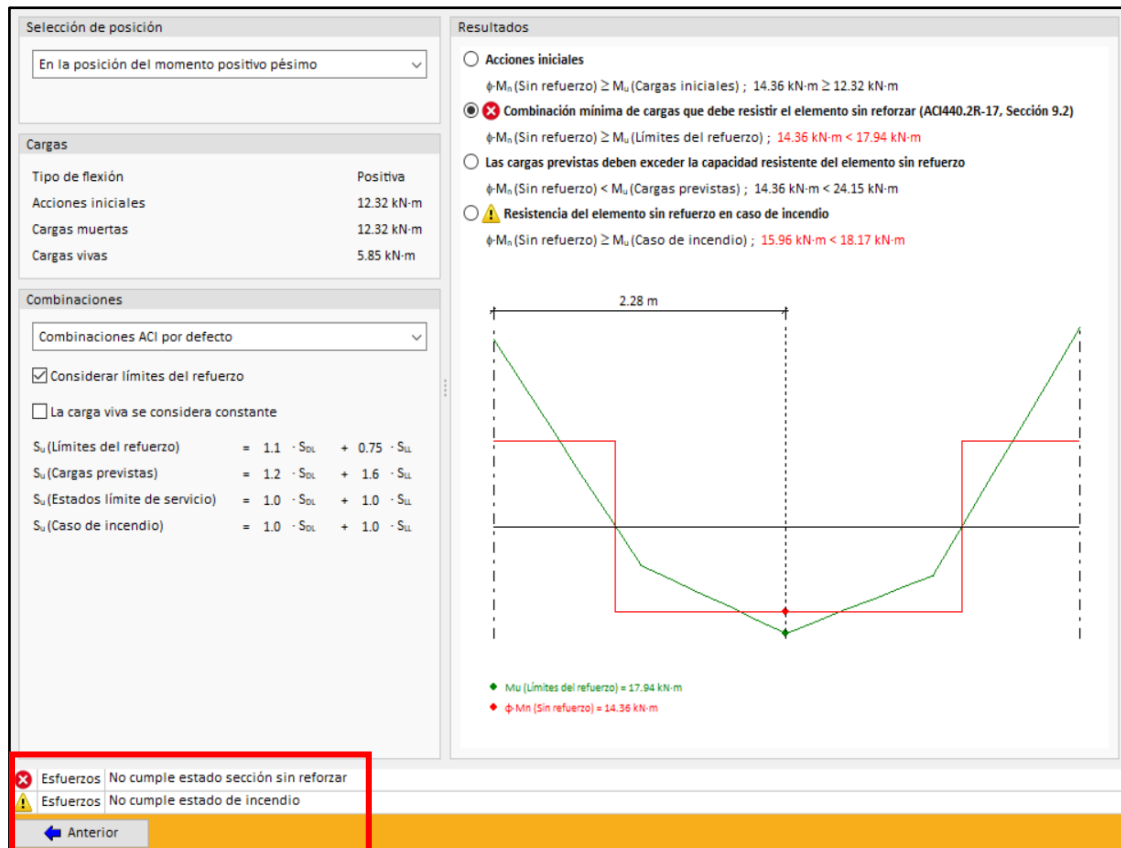 Selección de posición
En la posición del momento positivo pésimo
Cargas
Tipo de flexión Positiva
Acciones iniciales 12.32 kN·m
Cargas muertas 12.32 kN·m
Cargas vivas 5.85 kN·m
Combinaciones
Combinaciones ACI por defecto
Considerar límites del refuerzo
La carga viva se considera constante
Sᵤ (Límites del refuerzo) = 1.1 · S_DL + 0.75 · S_LL
Sᵤ (Cargas previstas) = 1.2 · S_DL + 1.6 · S_LL
Sᵤ (Estados límite de servicio) = 1.0 · S_DL + 1.0 · S_LL
Sᵤ (Caso de incendio) = 1.0 · S_DL + 1.0 · S_LL
Resultados
Acciones iniciales
ϕ·Mₙ (Sin refuerzo) ≥ Mᵤ (Cargas iniciales) ; 14.36 kN·m ≥ 12.32 kN·m
Combinación mínima de cargas que debe resistir el elemento sin reforzar (ACI440.2R-17, Sección 9.2)
ϕ·Mₙ (Sin refuerzo) ≥ Mᵤ (Límites del refuerzo) ; 14.36 kN·m < 17.94 kN·m
Las cargas previstas deben exceder la capacidad resistente del elemento sin refuerzo
ϕ·Mₙ (Sin refuerzo) < Mᵤ (Cargas previstas) ; 14.36 kN·m < 24.15 kN·m
Resistencia del elemento sin refuerzo en caso de incendio
ϕ·Mₙ (Sin refuerzo) ≥ Mᵤ (Caso de incendio) ; 15.96 kN·m < 18.17 kN·m
2.28 m
Mu (Límites del refuerzo) = 17.94 kN·m
ϕ·Mn (Sin refuerzo) = 14.36 kN·m
Esfuerzos No cumple estado sección sin reforzar
Esfuerzos No cumple estado de incendio
Anterior